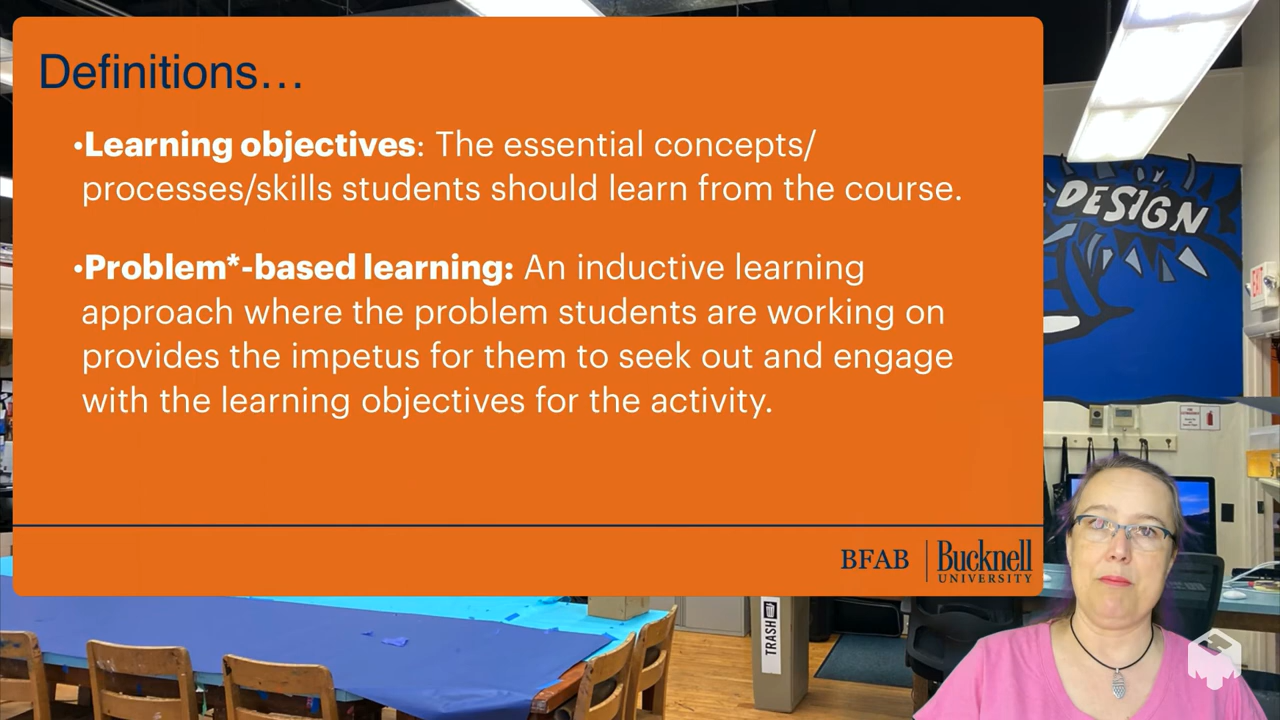 Definitions…
•Learning objectives: The essential concepts/
processes/skills students should learn from the course.
•Problem*-based learning: An inductive learning
approach where the problem students are working on
provides the impetus for them to seek out and engage
with the learning objectives for the activity.
BFAB | Bucknell
UNIVERSITY
DESIGN
EXIT
TRASH